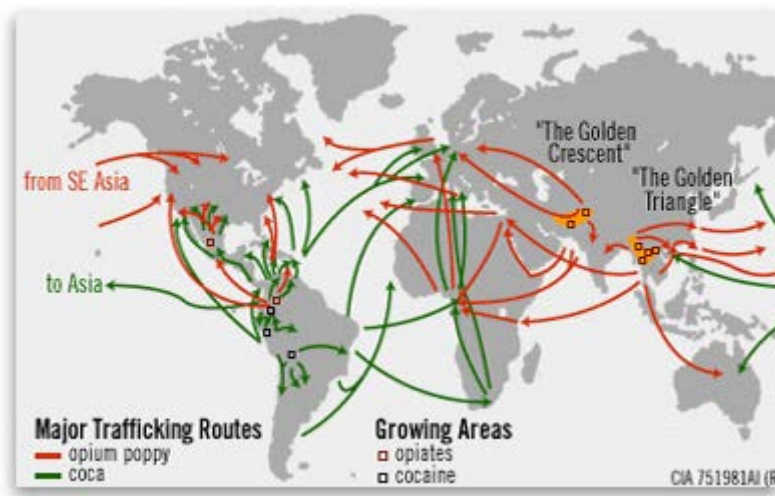 "The Golden
Crescent"
"The Golden
Triangle"
from SE Asia
to Asia
Major Trafficking Routes
opium poppy
coca
Growing Areas
opiates
cocaine
CIA 751981AI (R